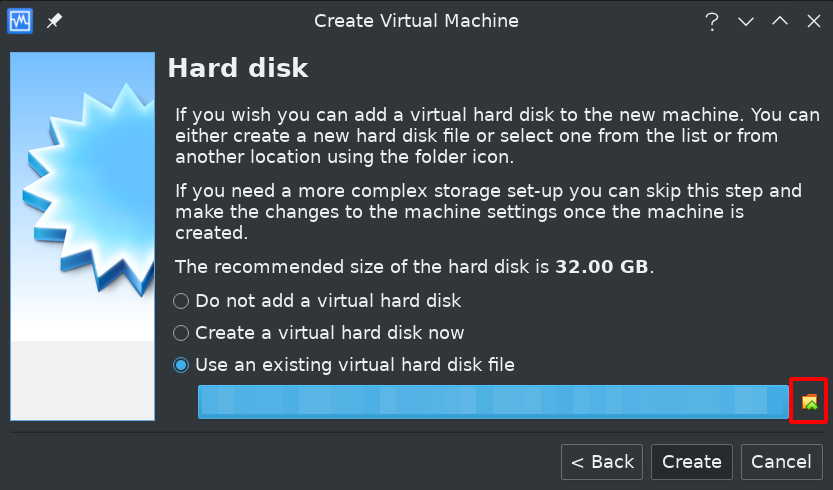 Create Virtual Machine
Hard disk
If you wish you can add a virtual hard disk to the new machine. You can
either create a new hard disk file or select one from the list or from
another location using the folder icon.
If you need a more complex storage set-up you can skip this step and
make the changes to the machine settings once the machine is
created.
The recommended size of the hard disk is 32.00 GB.
Do not add a virtual hard disk
Create a virtual hard disk now
Use an existing virtual hard disk file
< Back
Create
Cancel